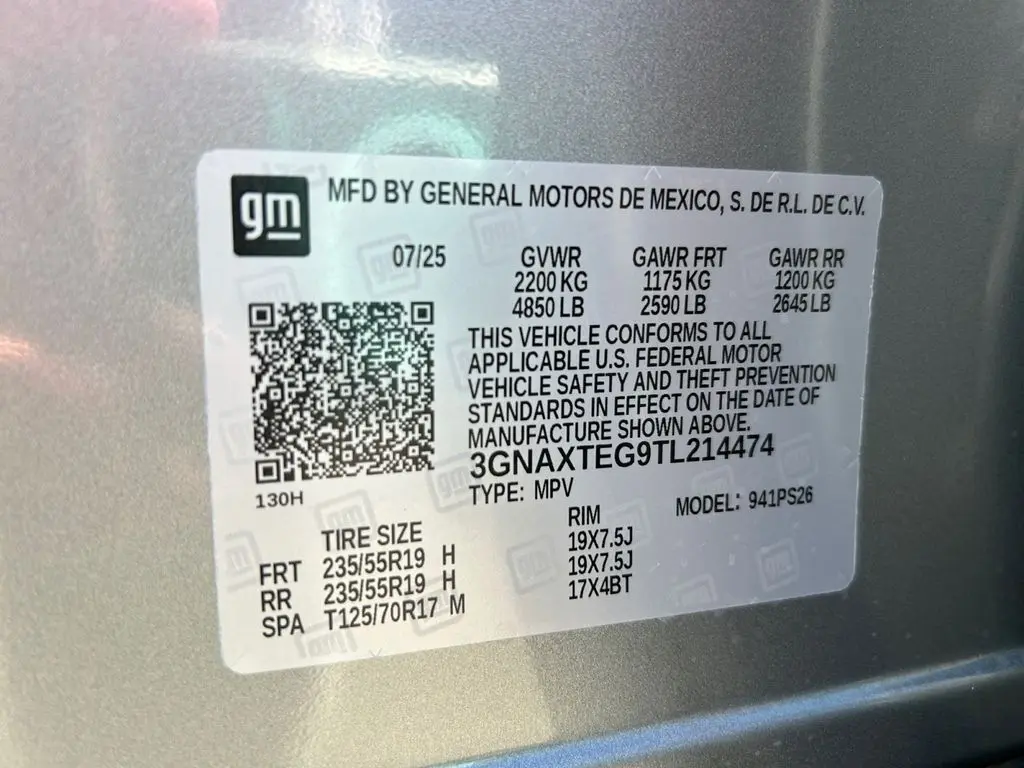 gm
MFD BY GENERAL MOTORS DE MEXICO, S. DE R.L. DE C.V.
07/25 GVWR GAWR FRT GAWR RR
2200 KG 1175 KG 1200 KG
4850 LB 2590 LB 2645 LB
THIS VEHICLE CONFORMS TO ALL
APPLICABLE U.S. FEDERAL MOTOR
VEHICLE SAFETY AND THEFT PREVENTION
STANDARDS IN EFFECT ON THE DATE OF
MANUFACTURE SHOWN ABOVE.
3GNAXTEG9TL214474
130H
TYPE: MPV MODEL: 941PS26
TIRE SIZE RIM
FRT 235/55R19 H 19X7.5J
RR 235/55R19 H 19X7.5J
SPA T125/70R17 M 17X4BT